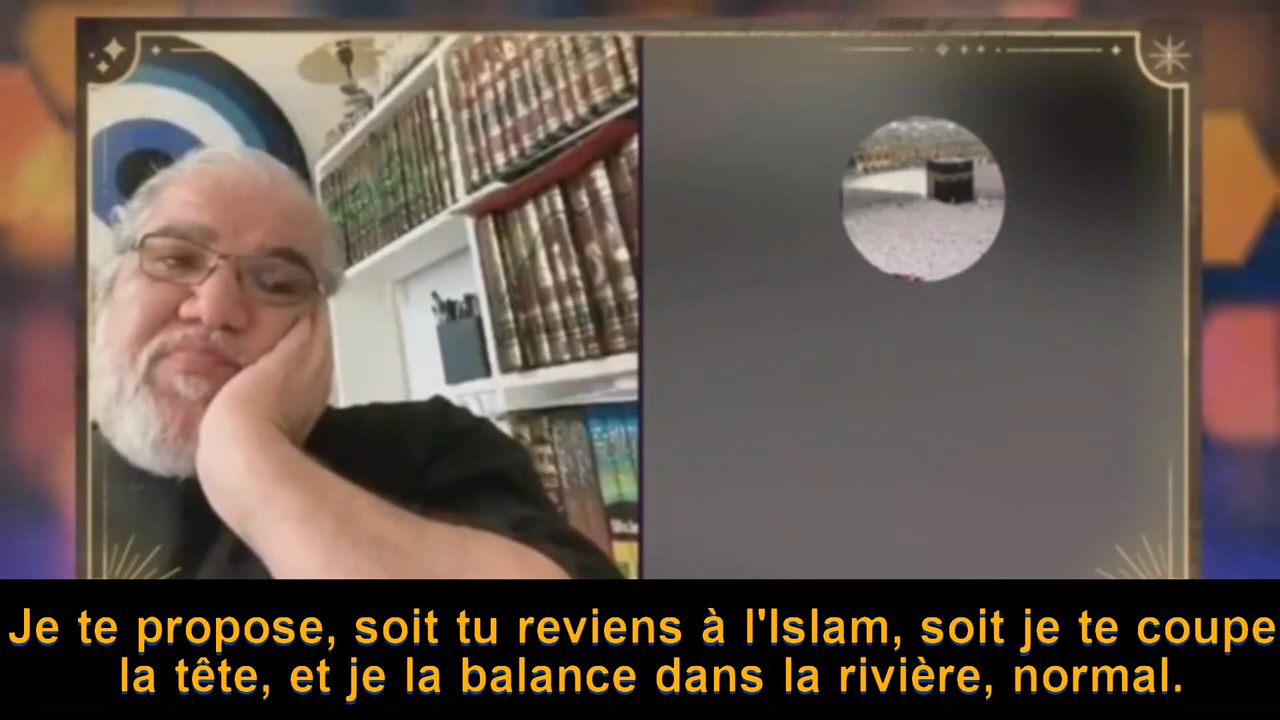 Je te propose, soit tu reviens à l'Islam, soit je te coupe
la tête, et je la balance dans la rivière, normal.